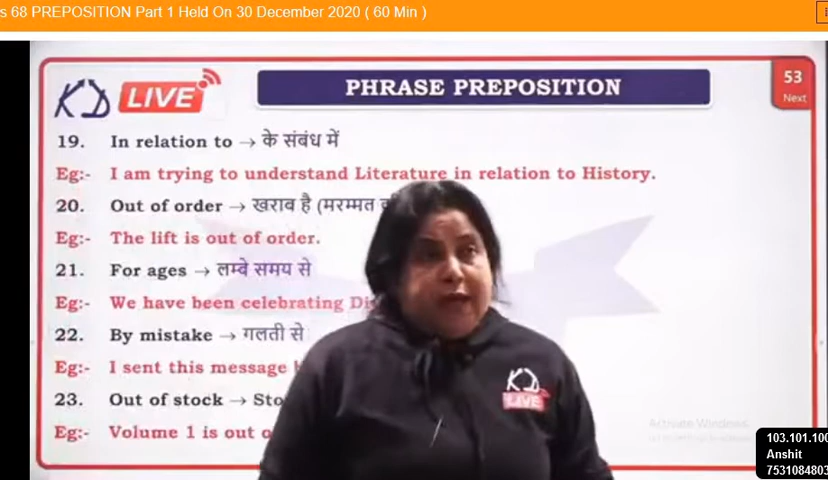 s 68 PREPOSITION Part 1 Held On 30 December 2020 ( 60 Min )
KD LIVE
PHRASE PREPOSITION
53
Next
19. In relation to → के संबंध में
Eg:- I am trying to understand Literature in relation to History.
20. Out of order → खराब है (मरम्मत
Eg:- The lift is out of order.
21. For ages → लम्बे समय से
Eg:- We have been celebrating
22. By mistake → गलती से
Eg:- I sent this message
23. Out of stock →
Eg:- Volume 1 is out
KD
LIVE
Activate Windows
103.101.100
Anshit
7531084803